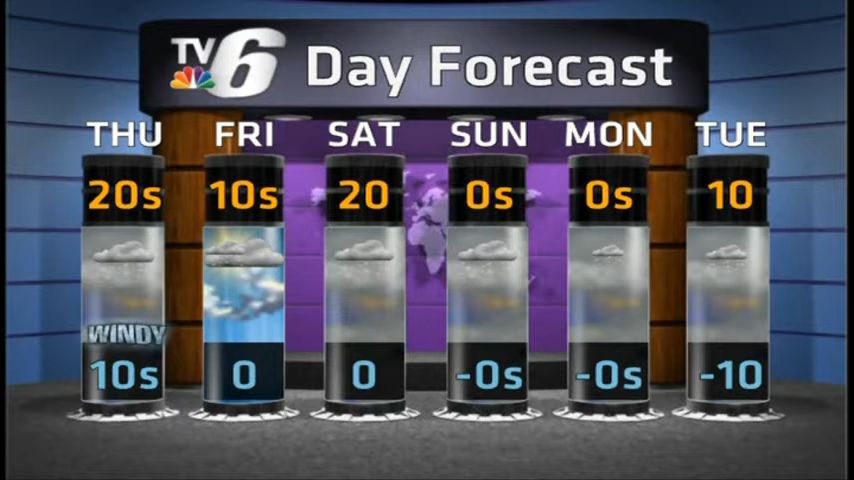 TV6 Day Forecast
THU FRI SAT SUN MON TUE
20s 10s 20 0s 0s 10
WINDY
10s 0 0 -0s -0s -10